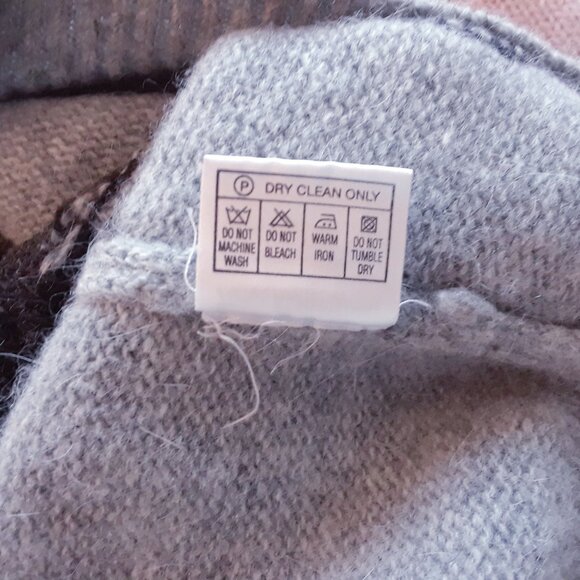 P DRY CLEAN ONLY
DO NOT MACHINE WASH
DO NOT BLEACH
WARM IRON
DO NOT TUMBLE DRY